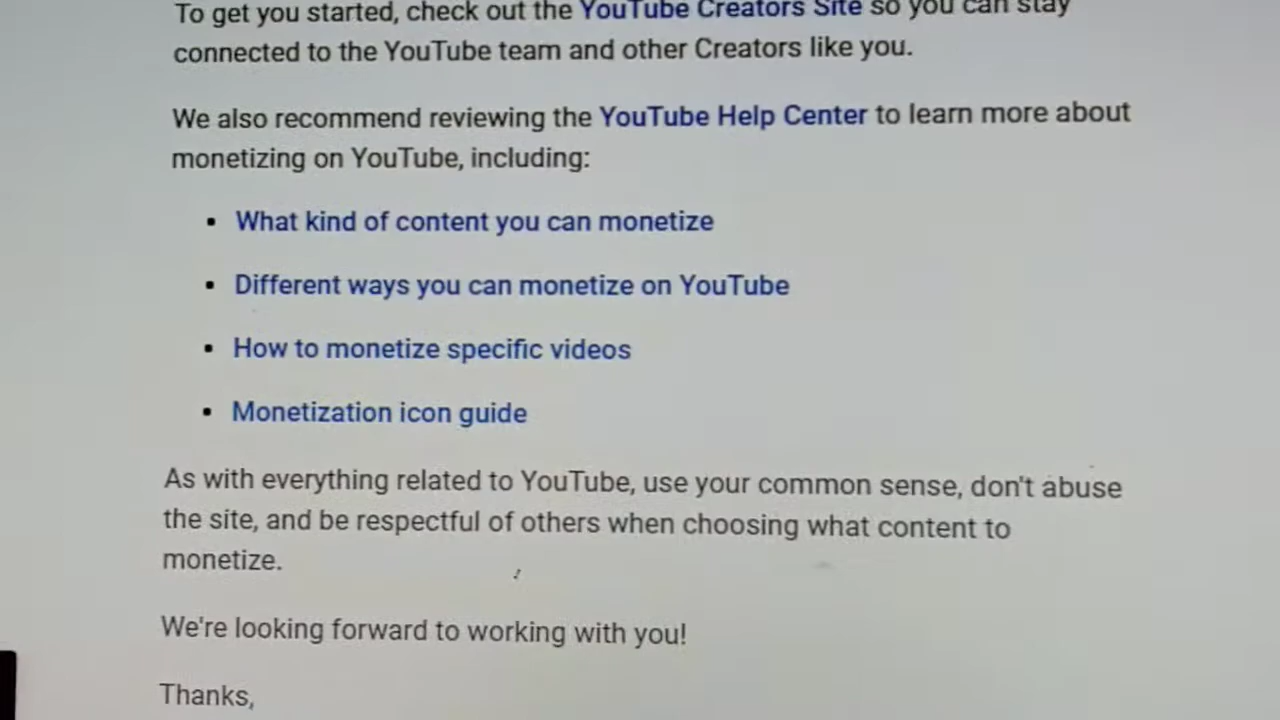 To get you started, check out the YouTube Creators Site so you can stay
connected to the YouTube team and other Creators like you.
We also recommend reviewing the YouTube Help Center to learn more about
monetizing on YouTube, including:
• What kind of content you can monetize
• Different ways you can monetize on YouTube
• How to monetize specific videos
• Monetization icon guide
As with everything related to YouTube, use your common sense, don't abuse
the site, and be respectful of others when choosing what content to
monetize.
We're looking forward to working with you!
Thanks,